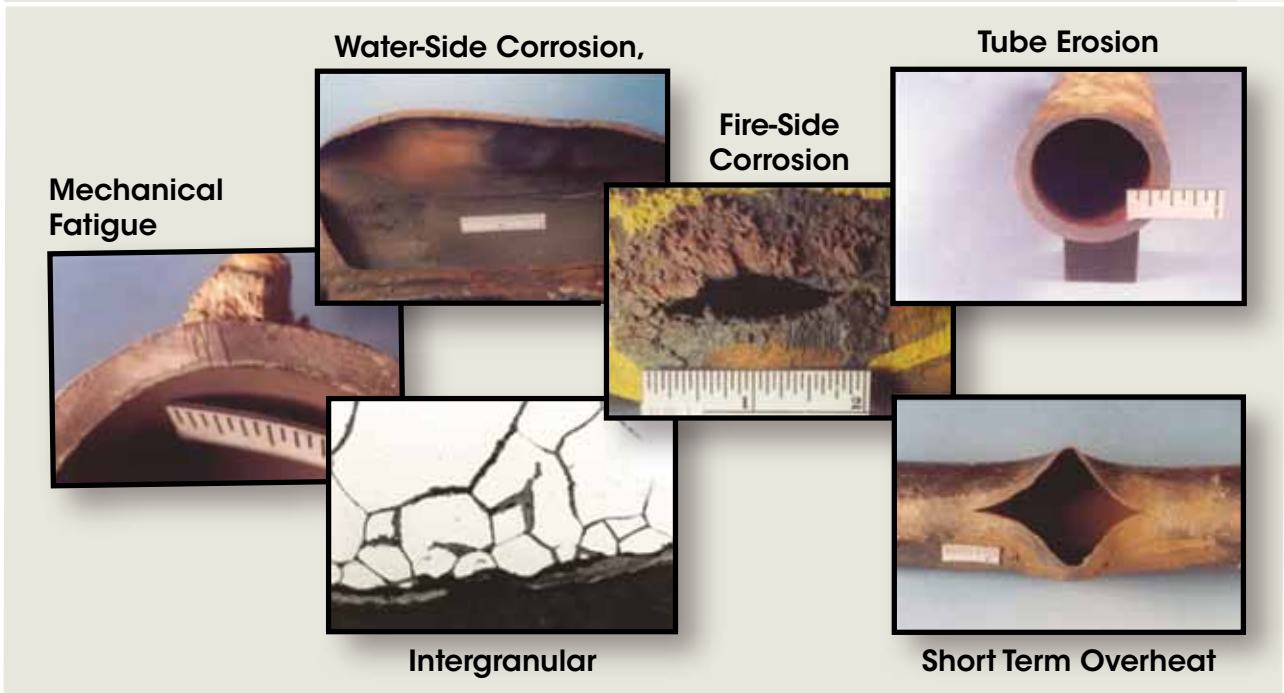 Water-Side Corrosion,
Tube Erosion
Fire-Side
Corrosion
Mechanical
Fatigue
Intergranular
Short Term Overheat